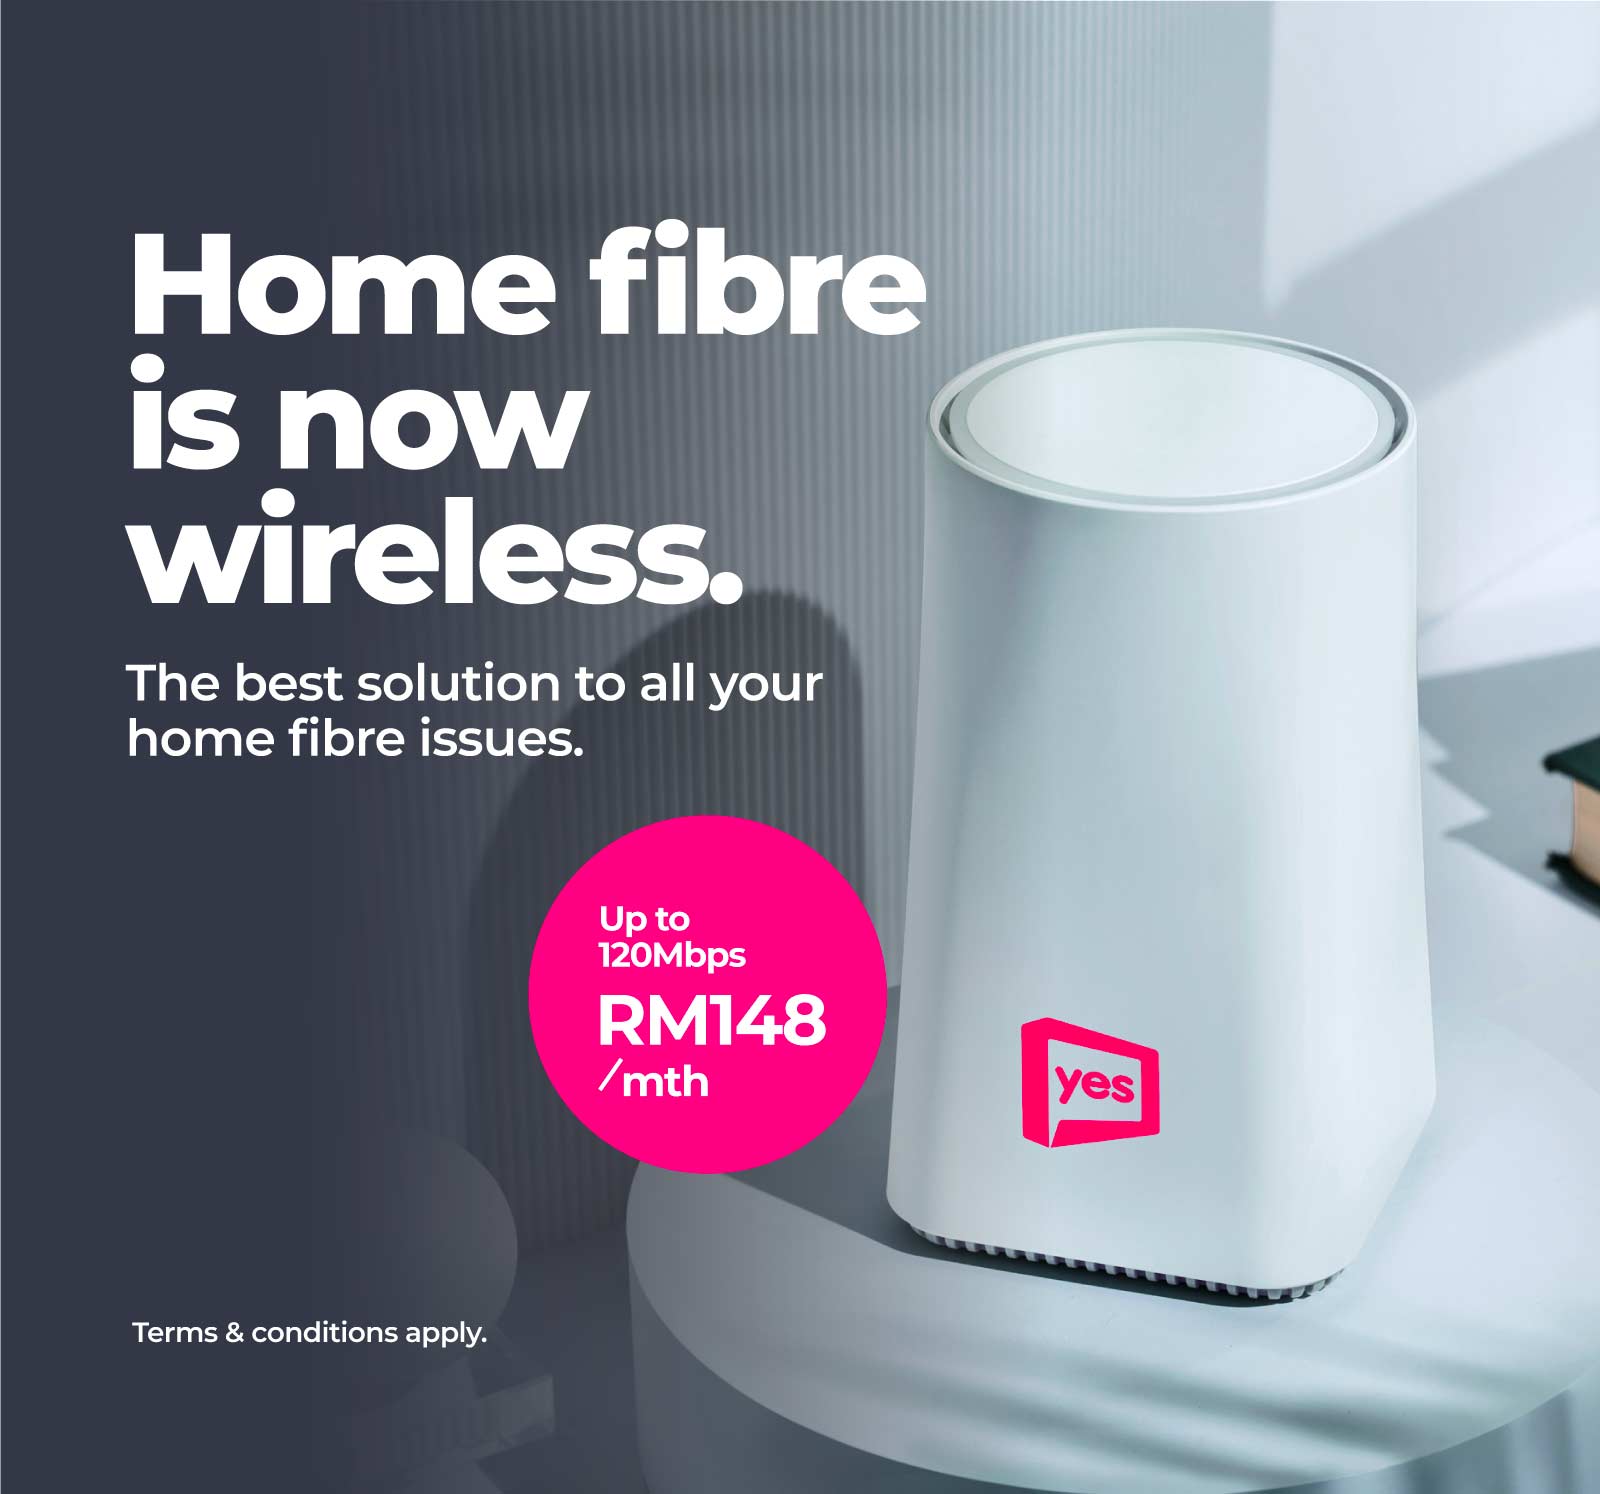 Home fibre
is now
wireless.
The best solution to all your
home fibre issues.
Up to
120Mbps
RM148
/mth
yes
Terms & conditions apply.